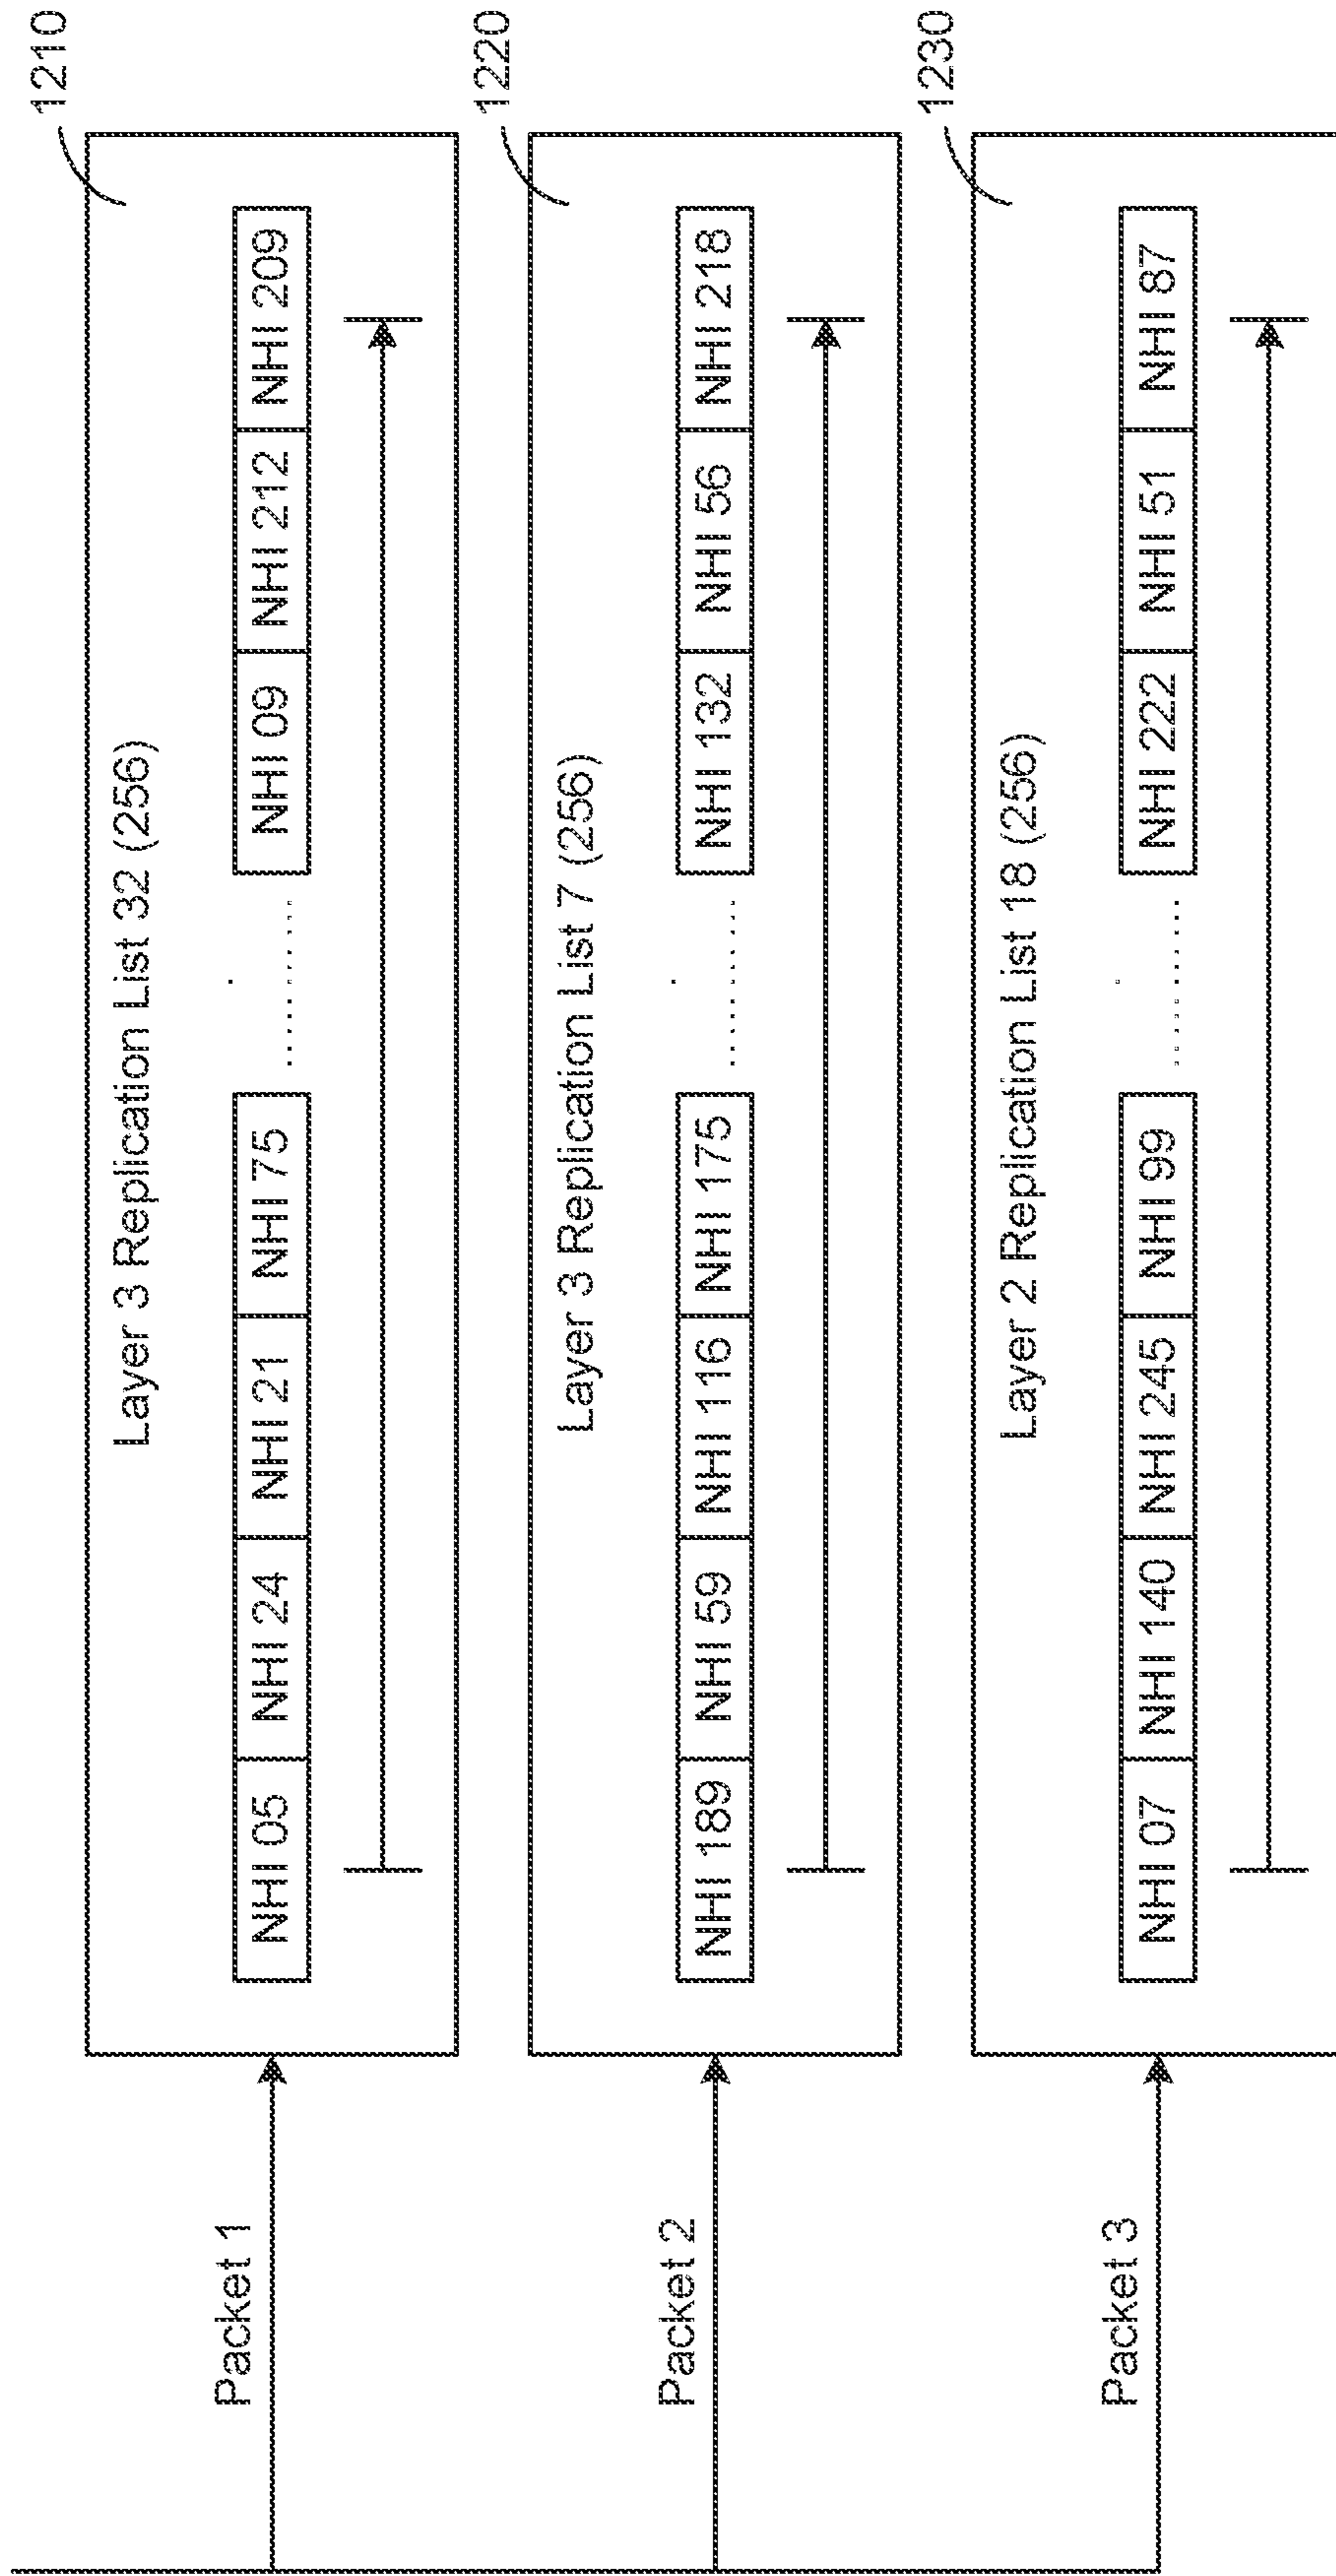 1210
Layer 3 Replication List 32 (256)
Packet 1
NHI 05 NHI 24 NHI 21 NHI 75 ......... NHI 09 NHI 212 NHI 209
1220
Layer 3 Replication List 7 (256)
Packet 2
NHI 189 NHI 59 NHI 116 NHI 175 ......... NHI 132 NHI 56 NHI 218
1230
Layer 2 Replication List 18 (256)
Packet 3
NHI 07 NHI 140 NHI 245 NHI 99 ......... NHI 222 NHI 51 NHI 87